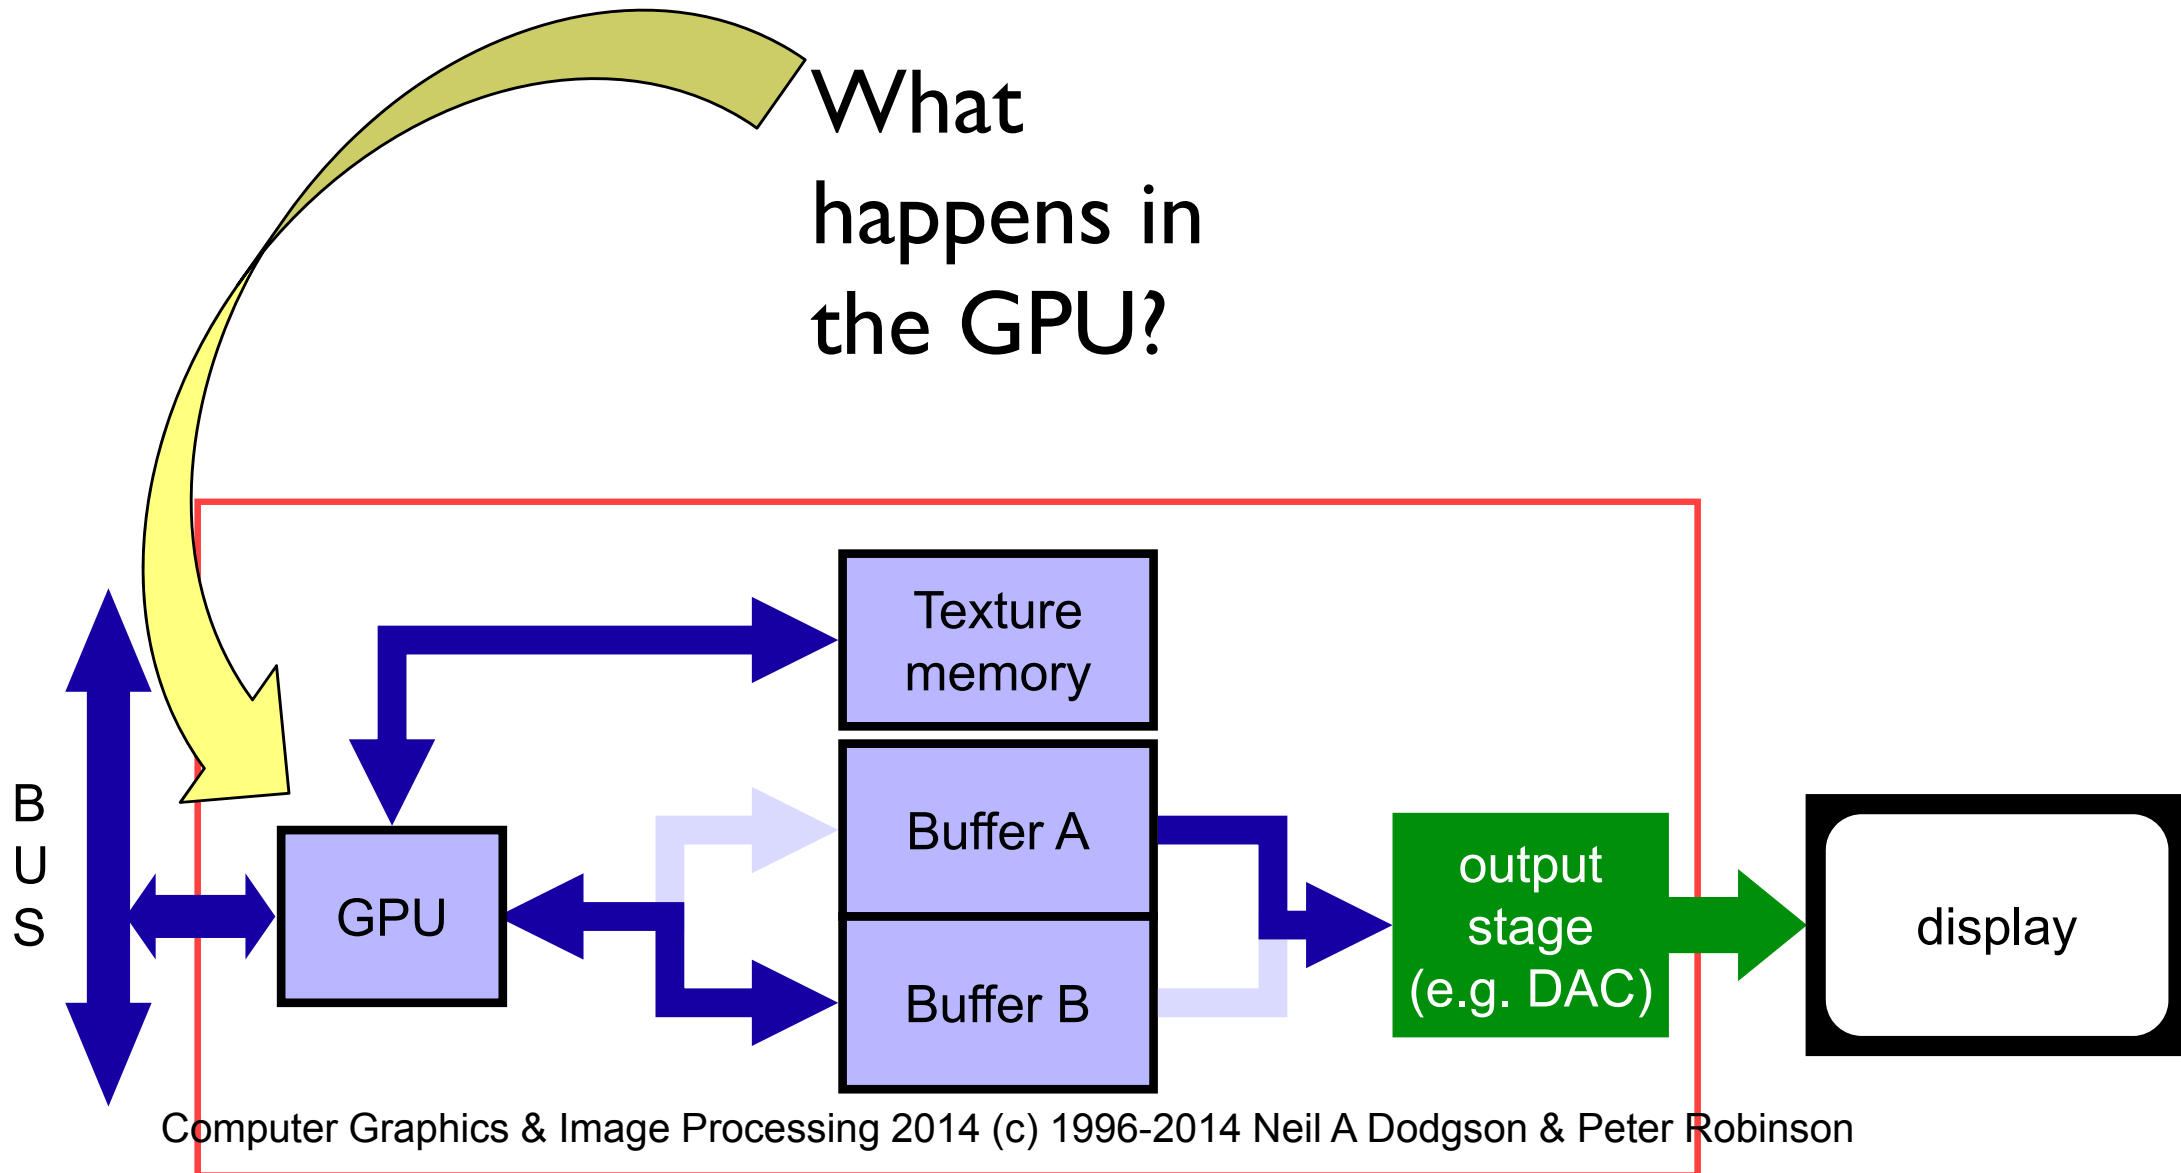 What
happens in
the GPU?
Texture
memory
B
U
S
GPU
Buffer A
Buffer B
output
stage
(e.g. DAC)
display
Computer Graphics & Image Processing 2014 (c) 1996-2014 Neil A Dodgson & Peter Robinson